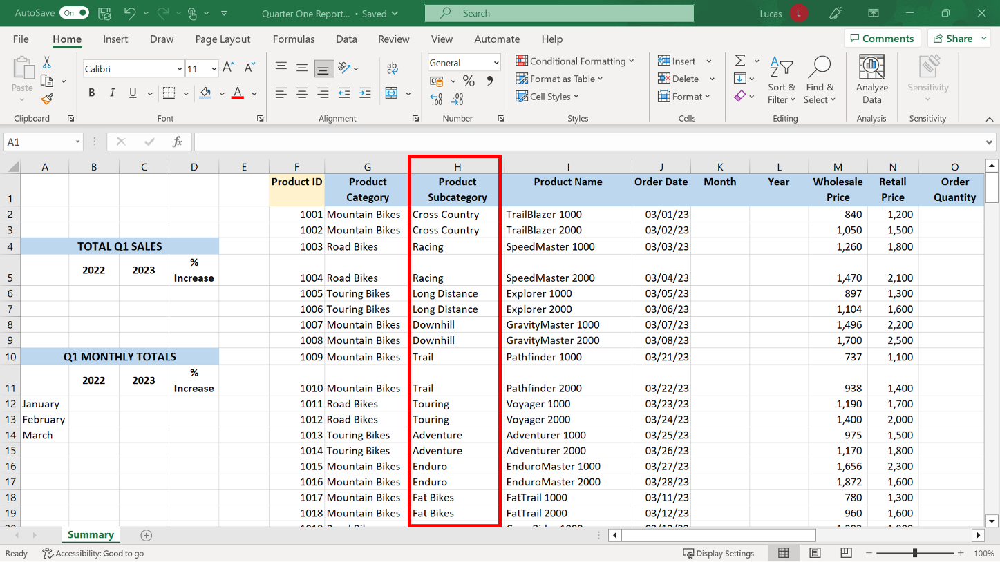 AutoSave On Quarter One Report... • Saved Search Lucas L
File Home Insert Draw Page Layout Formulas Data Review View Automate Help Comments Share
Paste Calibri 11 General Conditional Formatting Insert Sort & Filter Find & Select Analyze Data Sensitivity
B I U A ab % Format as Table Delete
Cell Styles Format
Clipboard Font Alignment Number Styles Cells Editing Analysis Sensitivity
A1 fx
A B C D E F G H I J K L M N O
1 Product ID Product Category Product Subcategory Product Name Order Date Month Year Wholesale Price Retail Price Order Quantity
2 1001 Mountain Bikes Cross Country TrailBlazer 1000 03/01/23 840 1,200
3 1002 Mountain Bikes Cross Country TrailBlazer 2000 03/02/23 1,050 1,500
4 TOTAL Q1 SALES 1003 Road Bikes Racing SpeedMaster 1000 03/03/23 1,260 1,800
5 2022 2023 % Increase 1004 Road Bikes Racing SpeedMaster 2000 03/04/23 1,470 2,100
6 1005 Touring Bikes Long Distance Explorer 1000 03/05/23 897 1,300
7 1006 Touring Bikes Long Distance Explorer 2000 03/06/23 1,104 1,600
8 1007 Mountain Bikes Downhill GravityMaster 1000 03/07/23 1,496 2,200
9 1008 Mountain Bikes Downhill GravityMaster 2000 03/08/23 1,700 2,500
10 Q1 MONTHLY TOTALS 1009 Mountain Bikes Trail Pathfinder 1000 03/21/23 737 1,100
11 2022 2023 % Increase 1010 Mountain Bikes Trail Pathfinder 2000 03/22/23 938 1,400
12 January 1011 Road Bikes Touring Voyager 1000 03/23/23 1,190 1,700
13 February 1012 Road Bikes Touring Voyager 2000 03/24/23 1,400 2,000
14 March 1013 Touring Bikes Adventure Adventurer 1000 03/25/23 975 1,500
15 1014 Touring Bikes Adventure Adventurer 2000 03/26/23 1,170 1,800
16 1015 Mountain Bikes Enduro EnduroMaster 1000 03/27/23 1,656 2,300
17 1016 Mountain Bikes Enduro EnduroMaster 2000 03/28/23 1,872 1,600
18 1017 Mountain Bikes Fat Bikes FatTrail 1000 03/11/23 780 1,300
19 1018 Mountain Bikes Fat Bikes FatTrail 2000 03/12/23 960 1,600
Summary
Ready Accessibility: Good to go Display Settings 100%